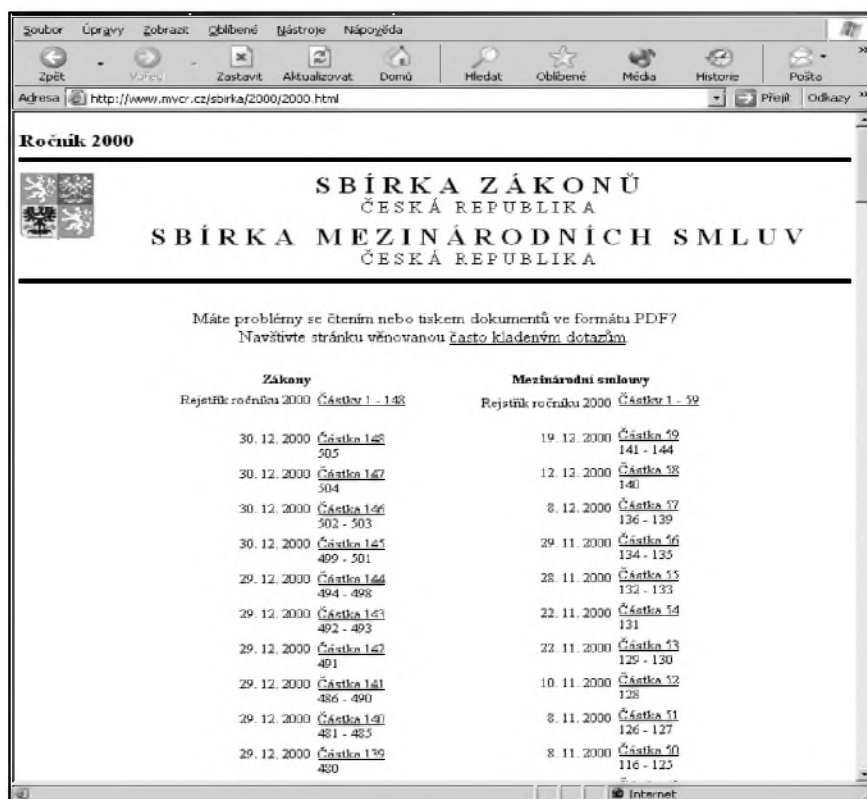 Soubor Úpravy Zobrazit Oblíbené Nástroje Nápověda
Zpět Vpřed Zastavit Aktualizovat Domů Hledat Oblíbené Média Historie Pošta
Adresa http://www.mvcr.cz/sbirka/2000/2000.html Přejít Odkazy
Ročník 2000
SBÍRKA ZÁKONŮ
ČESKÁ REPUBLIKA
SBÍRKA MEZINÁRODNÍCH SMLUV
ČESKÁ REPUBLIKA
Máte problémy se čtením nebo tiskem dokumentů ve formátu PDF?
Navštivte stránku věnovanou často kladeným dotazům.
Zákony
Rejstřík ročníku 2000 Částky 1 - 148
30. 12. 2000 Částka 148
505
30. 12. 2000 Částka 147
504
30. 12. 2000 Částka 146
502 - 503
30. 12. 2000 Částka 145
499 - 501
29. 12. 2000 Částka 144
494 - 498
29. 12. 2000 Částka 143
492 - 493
29. 12. 2000 Částka 142
491
29. 12. 2000 Částka 141
486 - 490
29. 12. 2000 Částka 140
481 - 485
29. 12. 2000 Částka 139
480
Mezinárodní smlouvy
Rejstřík ročníku 2000 Částky 1 - 59
19. 12. 2000 Částka 59
141 - 144
12. 12. 2000 Částka 58
140
8. 12. 2000 Částka 57
136 - 139
29. 11. 2000 Částka 56
134 - 135
28. 11. 2000 Částka 55
132 - 133
22. 11. 2000 Částka 54
131
22. 11. 2000 Částka 53
129 - 130
10. 11. 2000 Částka 52
128
8. 11. 2000 Částka 51
126 - 127
8. 11. 2000 Částka 50
116 - 125
Internet